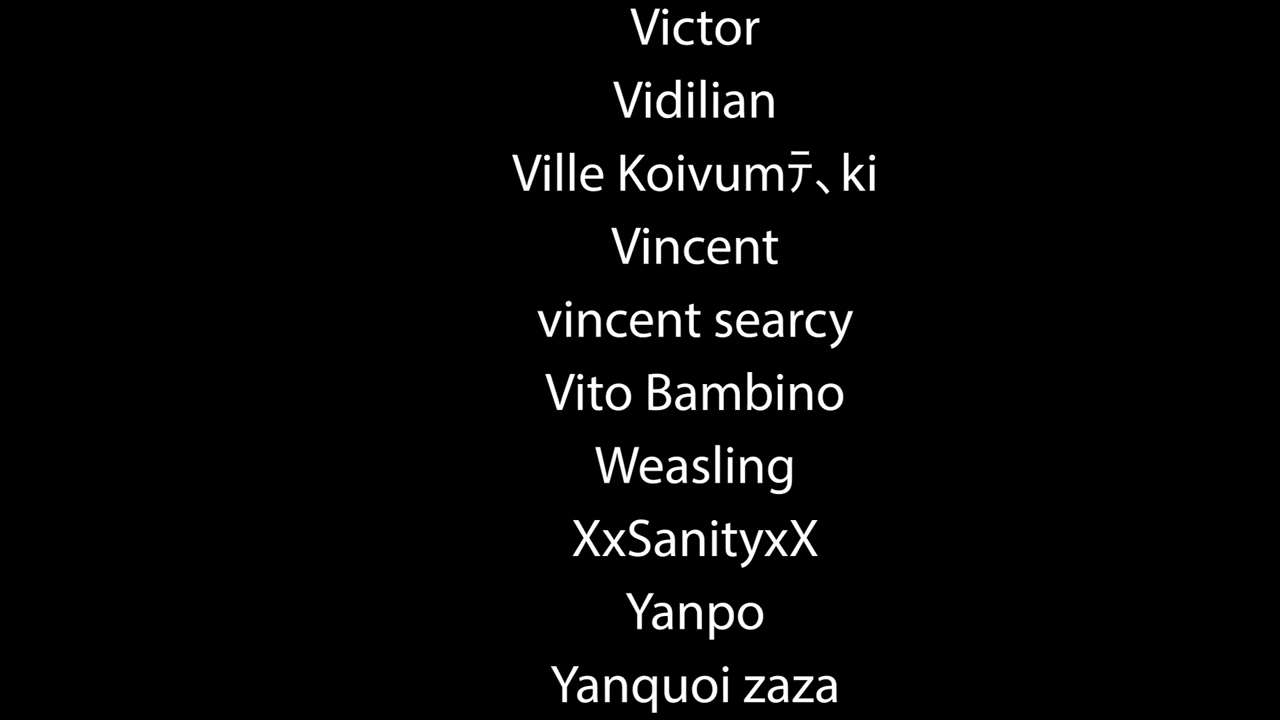 Victor
Vidilian
Ville Koivumﾃ､ki
Vincent
vincent searcy
Vito Bambino
Weasling
XxSanityxX
Yanpo
Yanquoi zaza